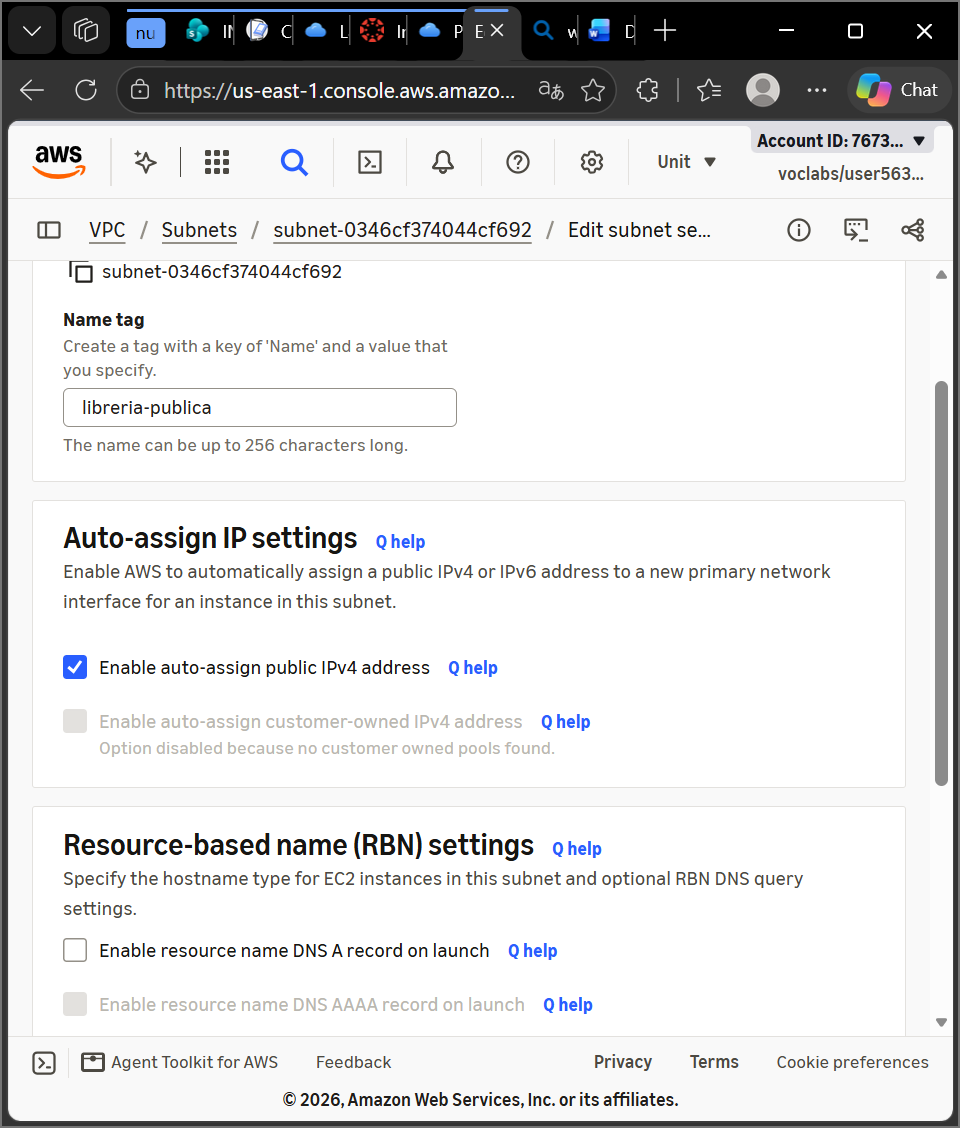 nu
https://us-east-1.console.aws.amazo...
Chat
aws
Unit
Account ID: 7673...
voclabs/user563...
VPC / Subnets / subnet-0346cf374044cf692 / Edit subnet se...
subnet-0346cf374044cf692
Name tag
Create a tag with a key of 'Name' and a value that
you specify.
libreria-publica
The name can be up to 256 characters long.
Auto-assign IP settings Q help
Enable AWS to automatically assign a public IPv4 or IPv6 address to a new primary network
interface for an instance in this subnet.
Enable auto-assign public IPv4 address Q help
Enable auto-assign customer-owned IPv4 address Q help
Option disabled because no customer owned pools found.
Resource-based name (RBN) settings Q help
Specify the hostname type for EC2 instances in this subnet and optional RBN DNS query
settings.
Enable resource name DNS A record on launch Q help
Enable resource name DNS AAAA record on launch Q help
Agent Toolkit for AWS Feedback Privacy Terms Cookie preferences
© 2026, Amazon Web Services, Inc. or its affiliates.